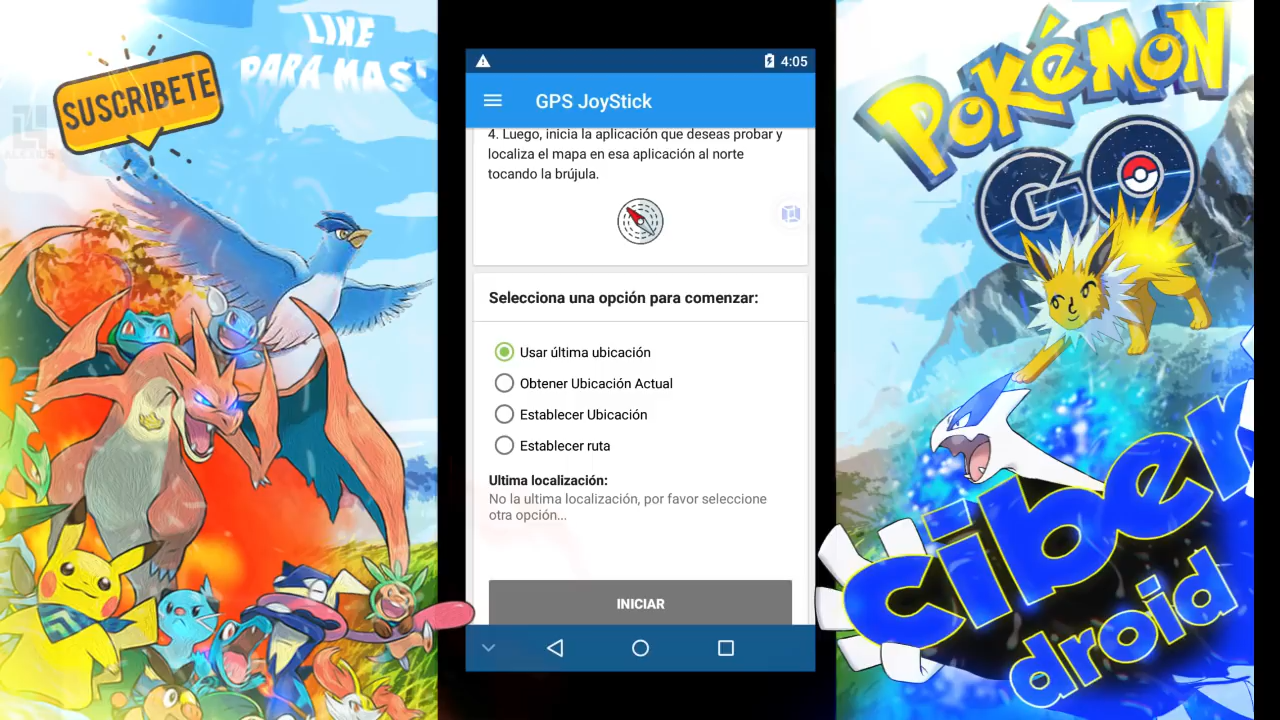 LIKE
PARA MAS
SUSCRIBETE
4:05
GPS JoyStick
4. Luego, inicia la aplicación que deseas probar y
localiza el mapa en esa aplicación al norte
tocando la brújula.
Selecciona una opción para comenzar:
Usar última ubicación
Obtener Ubicación Actual
Establecer Ubicación
Establecer ruta
Ultima localización:
No la ultima localización, por favor seleccione
otra opción...
INICIAR
POKéMON
GO
ciber
droid